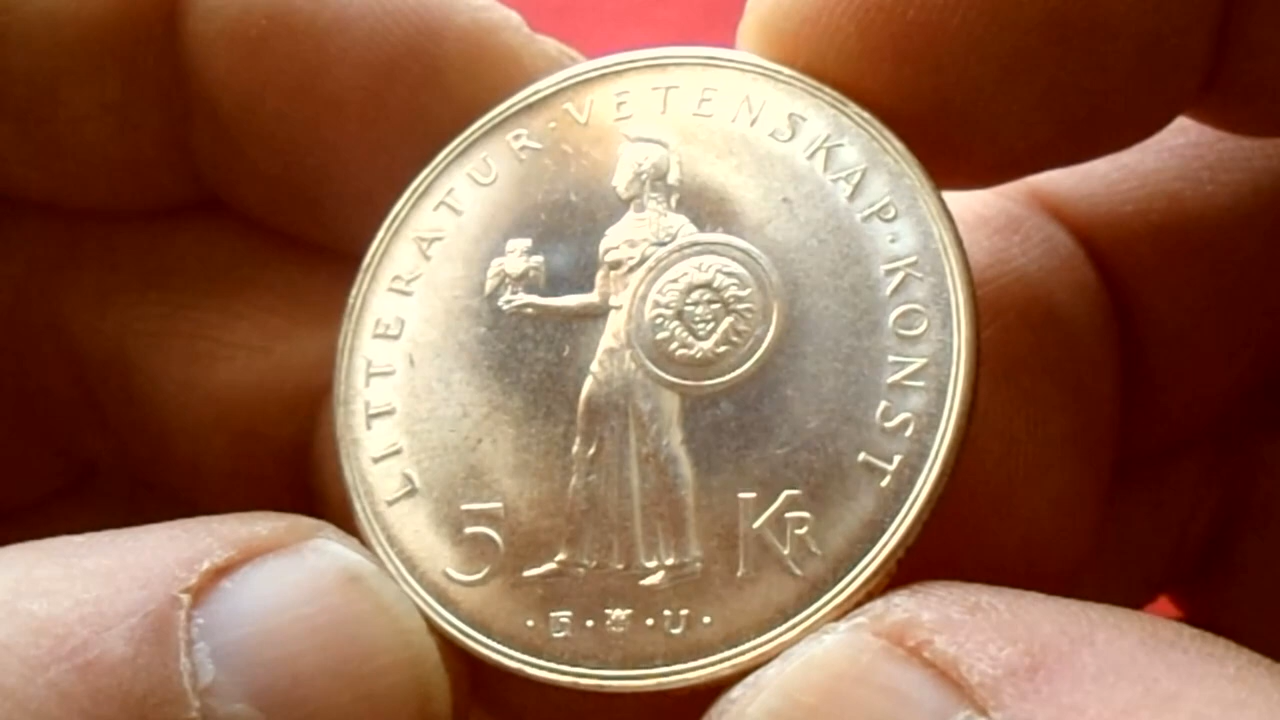 LITTERATUR · VETENSKAP · KONST
5 KR
· U ·